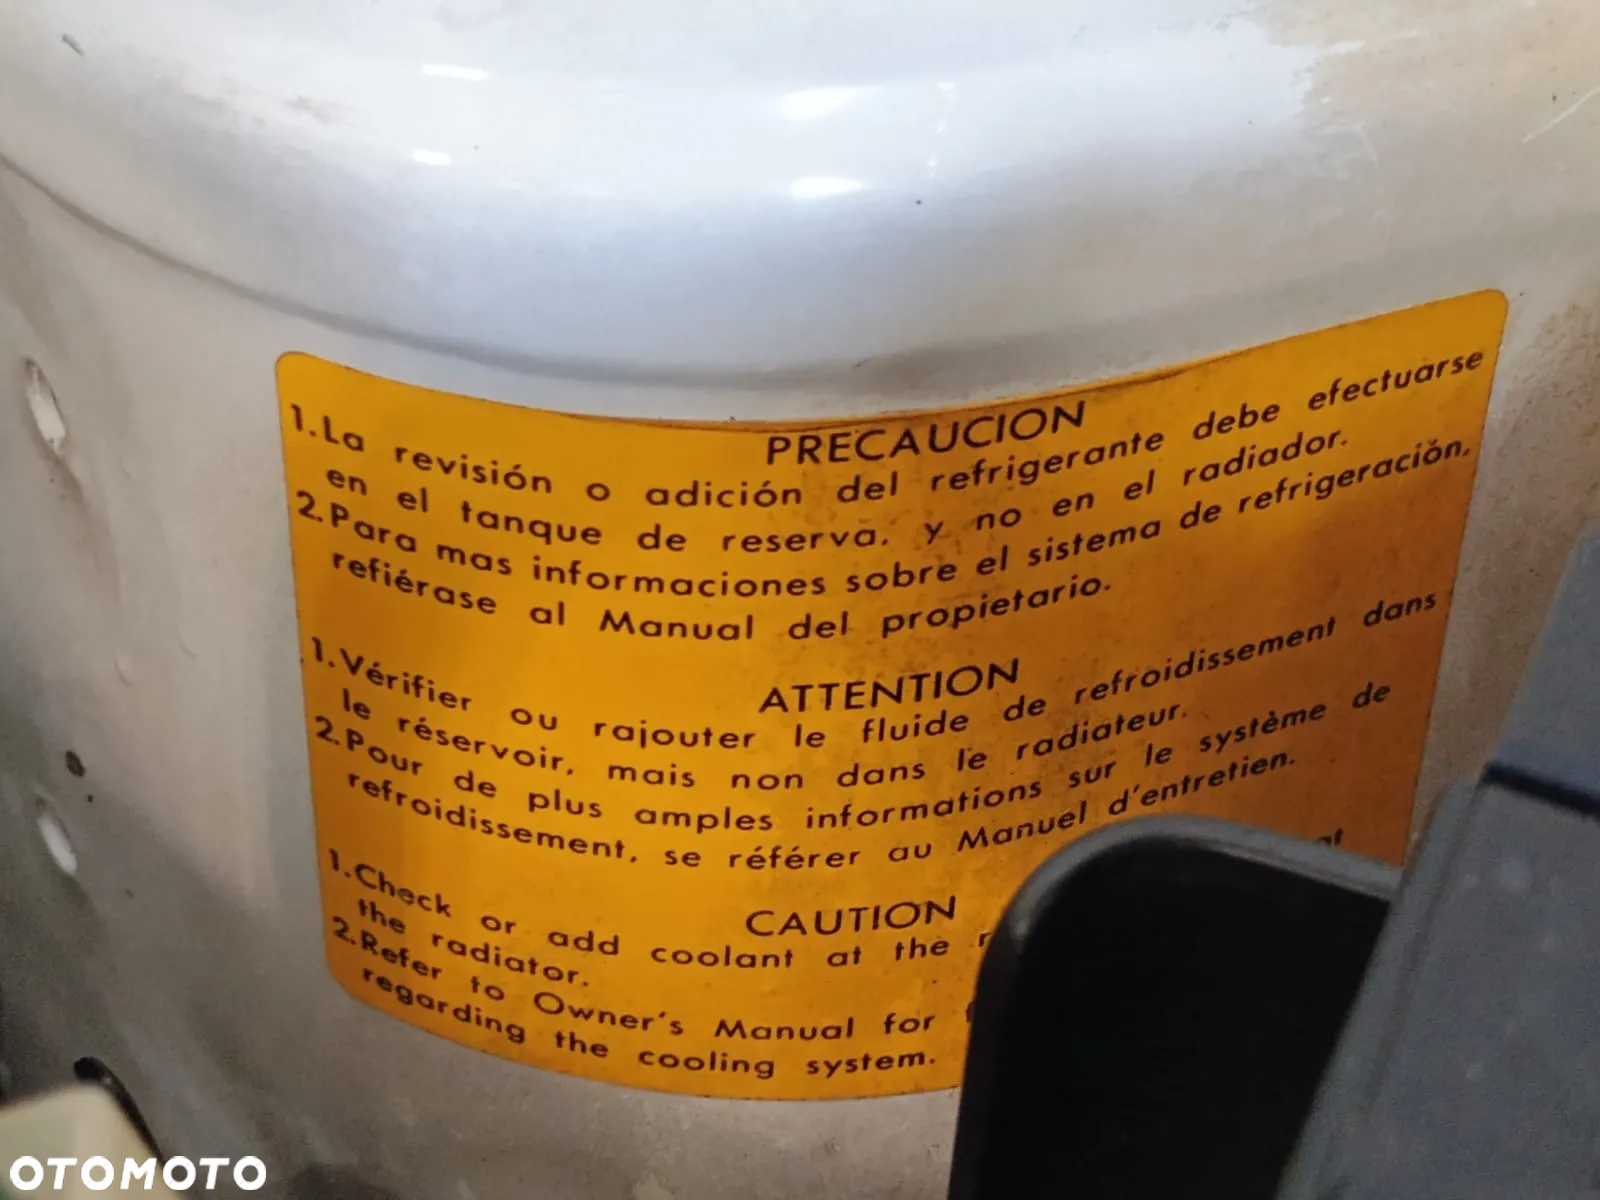 PRECAUCION
1.La revisión o adición del refrigerante debe efectuarse
en el tanque de reserva, y no en el radiador.
2.Para mas informaciones sobre el sistema de refrigeración,
refiérase al Manual del propietario.
ATTENTION
1.Vérifier ou rajouter le fluide de refroidissement dans
le réservoir, mais non dans le radiateur.
2.Pour de plus amples informations sur le système de
refroidissement, se référer au Manuel d'entretien.
CAUTION
1.Check or add coolant at the
the radiator.
2.Refer to Owner's Manual for
regarding the cooling system.
OTOMOTO